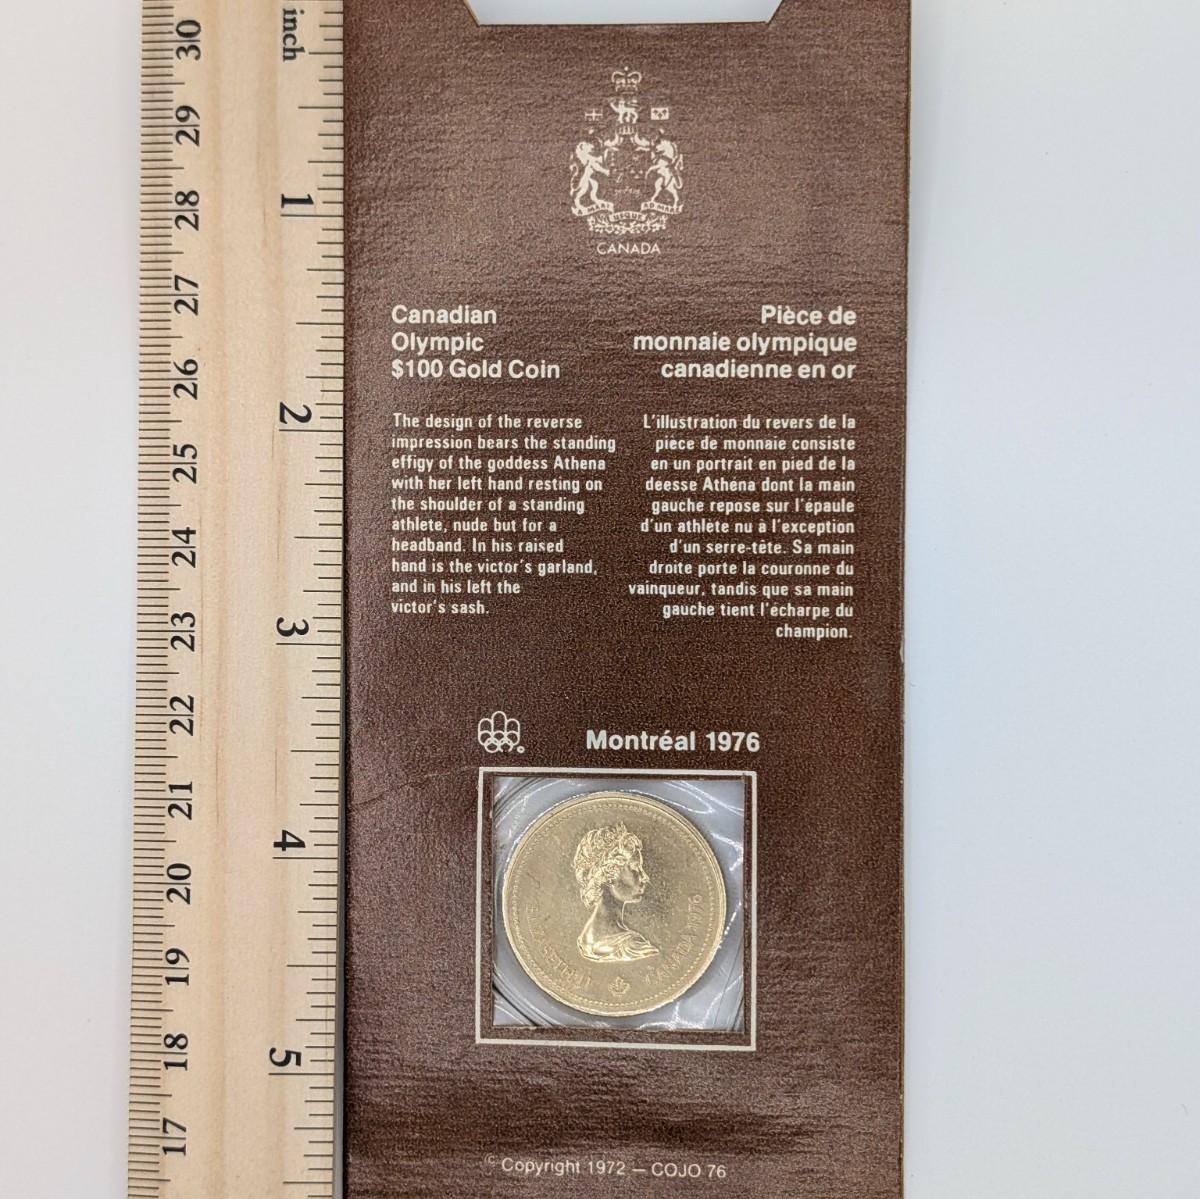 inch
30
29
28
27
26
25
24
23
22
21
20
19
18
17
1
2
3
4
5
A MARI USQUE AD MARE
CANADA
Canadian
Olympic
$100 Gold Coin
The design of the reverse
impression bears the standing
effigy of the goddess Athena
with her left hand resting on
the shoulder of a standing
athlete, nude but for a
headband. In his raised
hand is the victor's garland,
and in his left the
victor's sash.
Pièce de
monnaie olympique
canadienne en or
L'illustration du revers de la
pièce de monnaie consiste
en un portrait en pied de la
déesse Athéna dont la main
gauche repose sur l'épaule
d'un athlète nu à l'exception
d'un serre-tête. Sa main
droite porte la couronne du
vainqueur, tandis que sa main
gauche tient l'écharpe du
champion.
Montréal 1976
ELIZABETH II
CANADA 1976
© Copyright 1972 — COJO 76